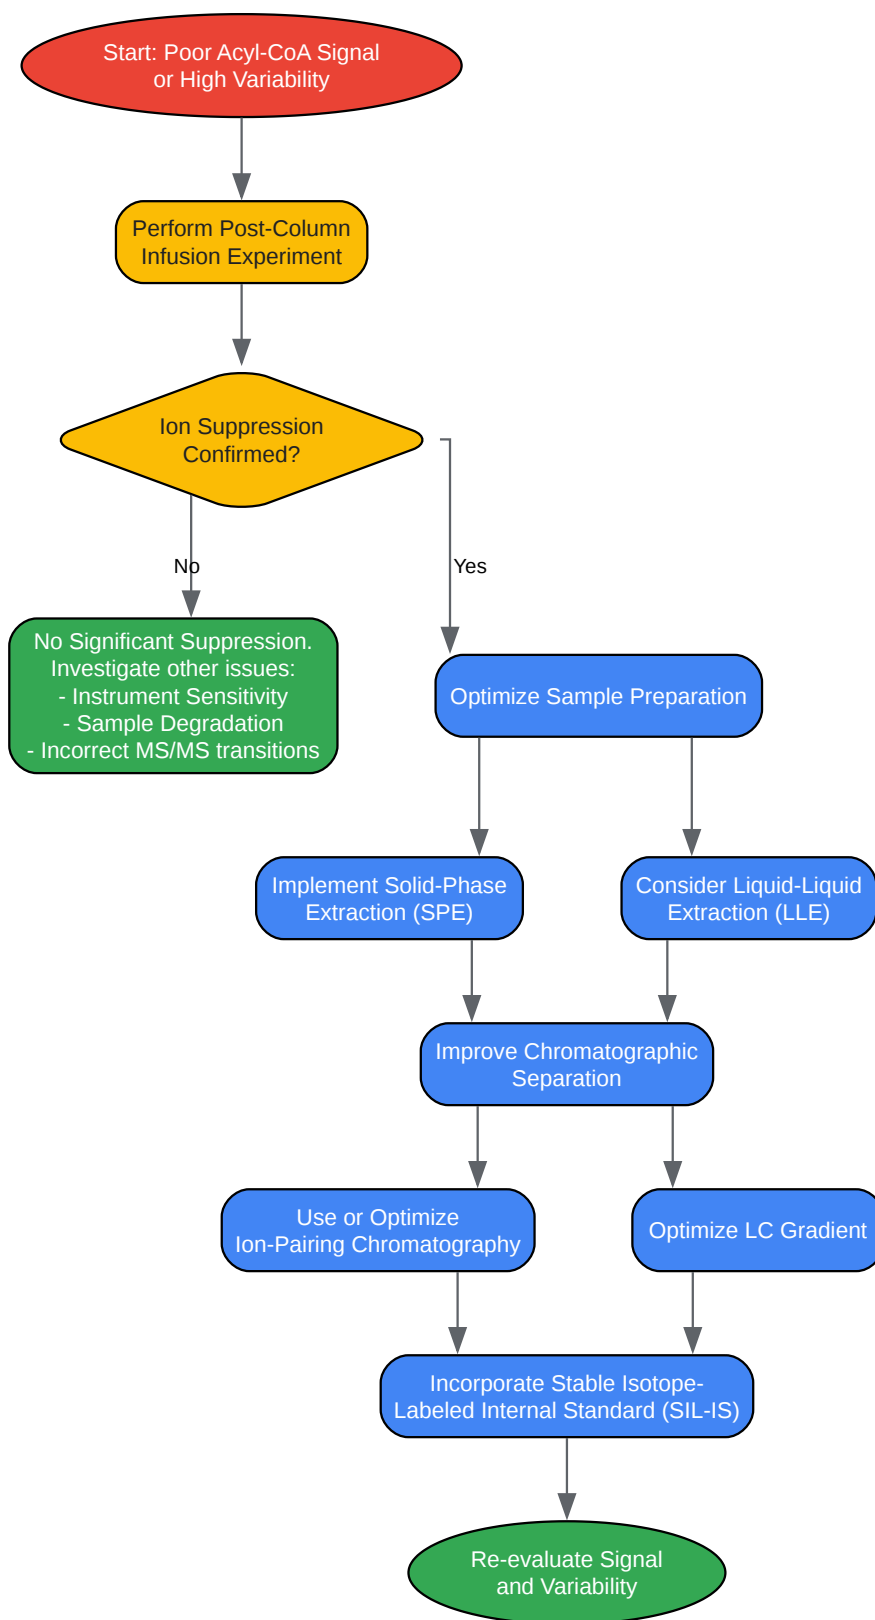 Start: Poor Acyl-CoA Signal
or High Variability
Perform Post-Column
Infusion Experiment
Ion Suppression
Confirmed?
No
Yes
No Significant Suppression.
Investigate other issues:
- Instrument Sensitivity
- Sample Degradation
- Incorrect MS/MS transitions
Optimize Sample Preparation
Implement Solid-Phase
Extraction (SPE)
Consider Liquid-Liquid
Extraction (LLE)
Improve Chromatographic
Separation
Use or Optimize
Ion-Pairing Chromatography
Optimize LC Gradient
Incorporate Stable Isotope-
Labeled Internal Standard (SIL-IS)
Re-evaluate Signal
and Variability